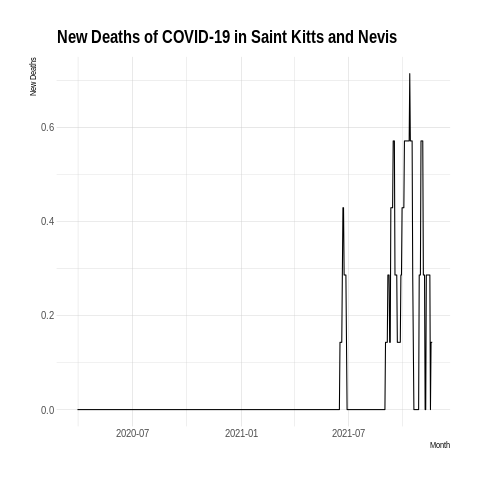 New Deaths of COVID-19 in Saint Kitts and Nevis
New Deaths
0.6
0.4
0.2
0.0
2020-07
2021-01
2021-07
Month